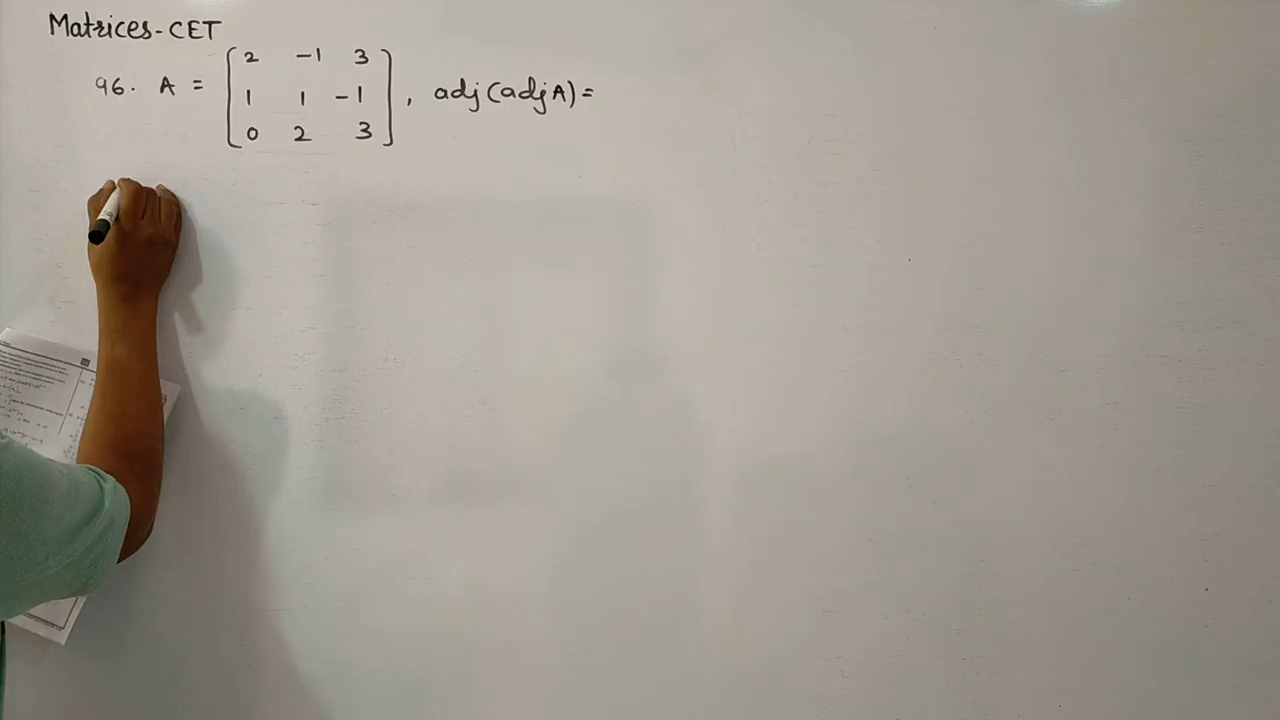 Matrices-CET
96. A = [2 -1 3
1 1 -1
0 2 3], adj(adjA)=